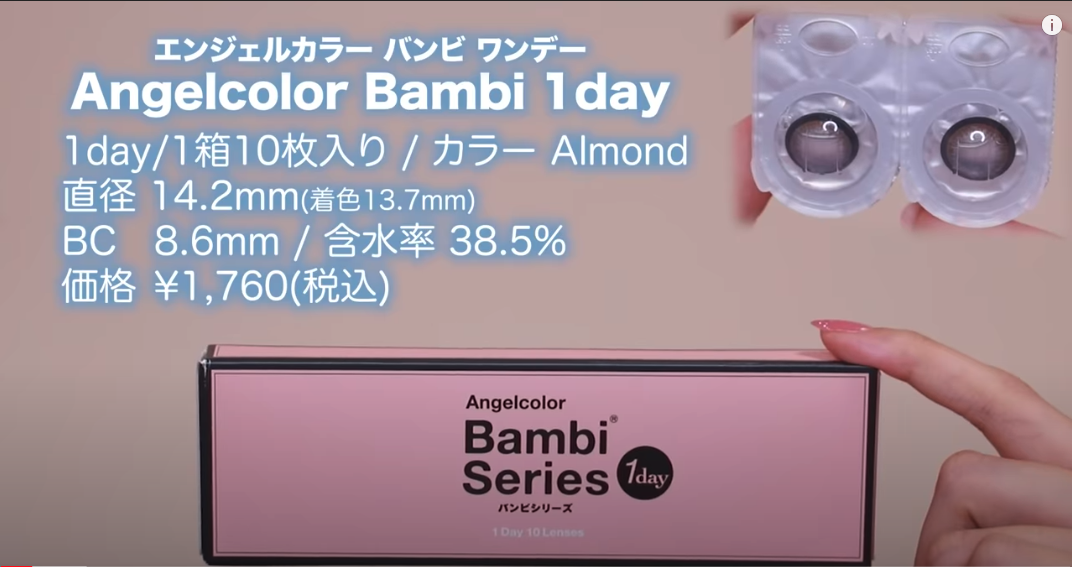 エンジェルカラー バンビ ワンデー
Angelcolor Bambi 1day
1day/1箱10枚入り / カラー Almond
直径 14.2mm(着色13.7mm)
BC 8.6mm / 含水率 38.5%
価格 ¥1,760(税込)
Angelcolor
Bambi®
Series 1day
バンビシリーズ
1 Day 10 Lenses